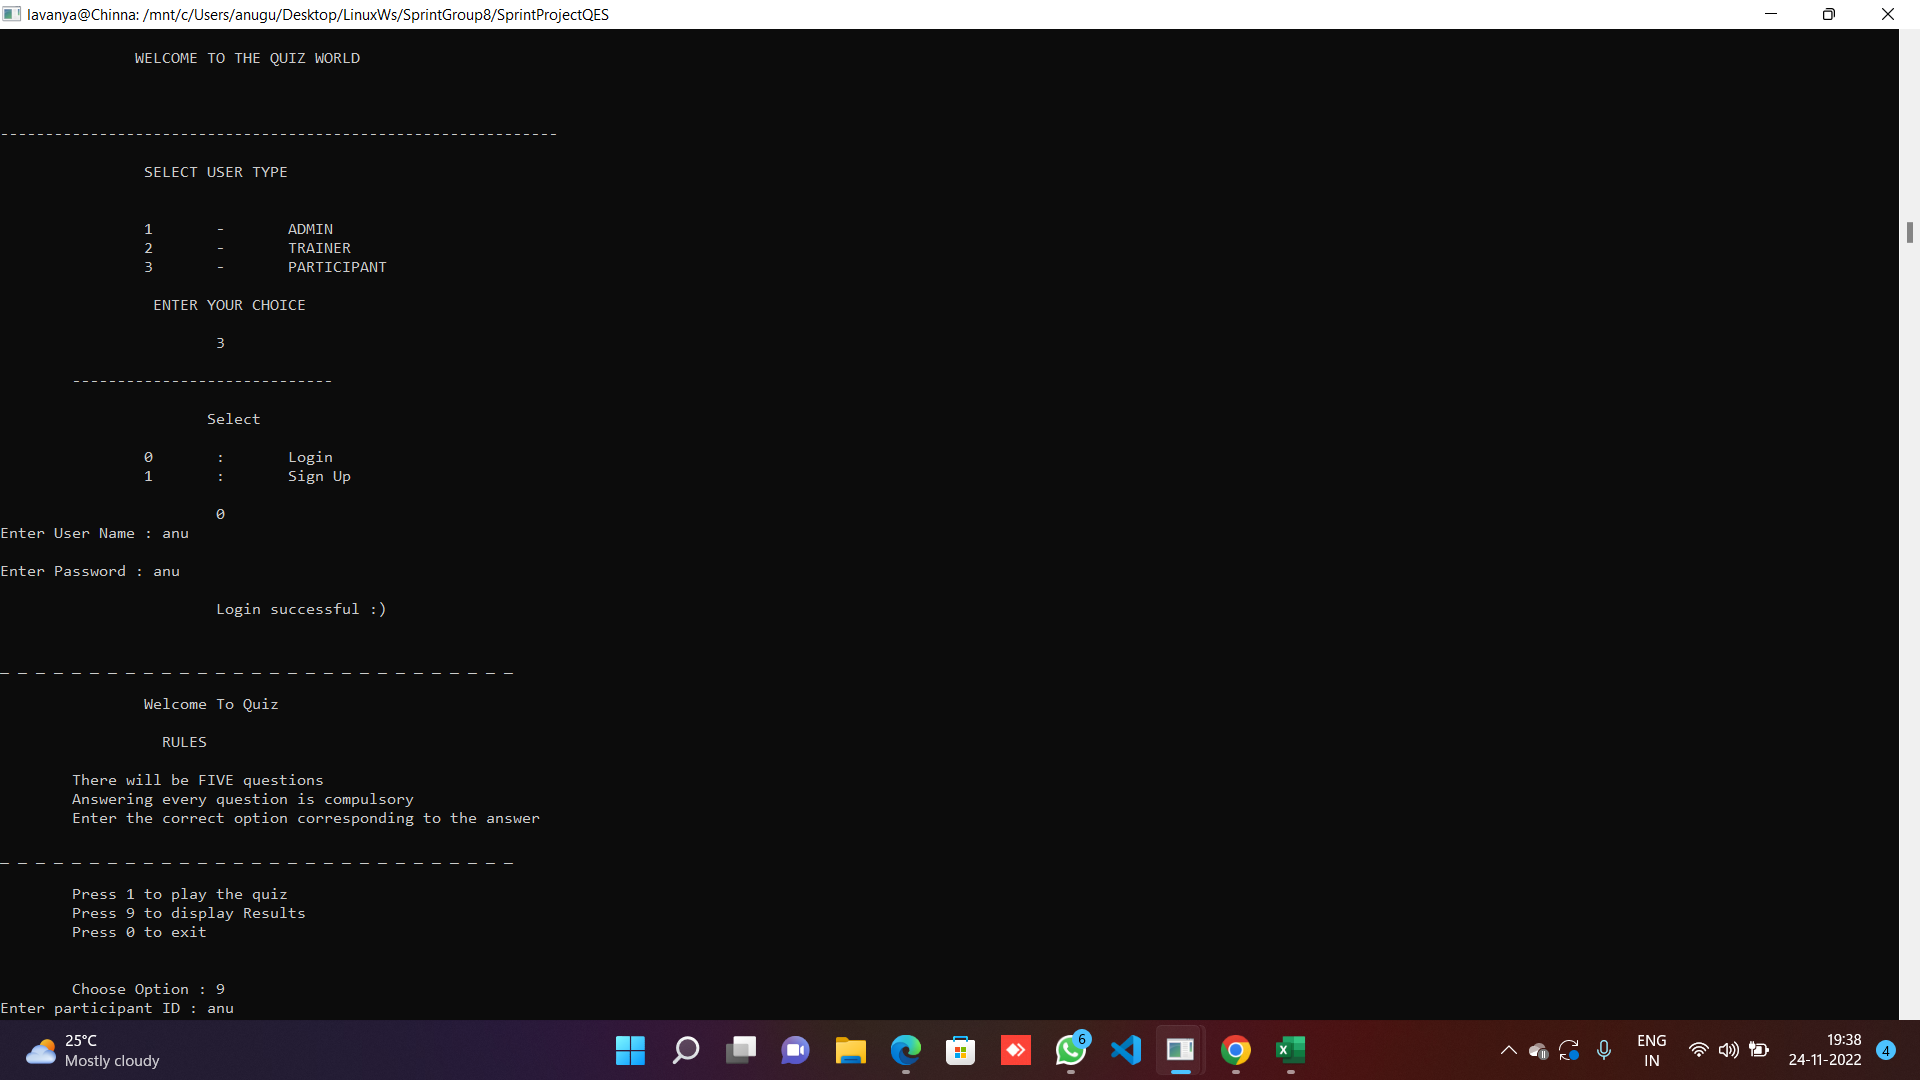 lavanya@Chinna: /mnt/c/Users/anugu/Desktop/LinuxWs/SprintGroup8/SprintProjectQES
WELCOME TO THE QUIZ WORLD
--------------------------------------------------------------
SELECT USER TYPE
1 - ADMIN
2 - TRAINER
3 - PARTICIPANT
ENTER YOUR CHOICE
3
-----------------------------
Select
0 : Login
1 : Sign Up
0
Enter User Name : anu
Enter Password : anu
Login successful :)
_ _ _ _ _ _ _ _ _ _ _ _ _ _ _ _ _ _ _ _ _ _ _ _ _ _ _ _ _
Welcome To Quiz
RULES
There will be FIVE questions
Answering every question is compulsory
Enter the correct option corresponding to the answer
_ _ _ _ _ _ _ _ _ _ _ _ _ _ _ _ _ _ _ _ _ _ _ _ _ _ _ _ _
Press 1 to play the quiz
Press 9 to display Results
Press 0 to exit
Choose Option : 9
Enter participant ID : anu
25°C
Mostly cloudy
6
ENG
IN
19:38
24-11-2022
4